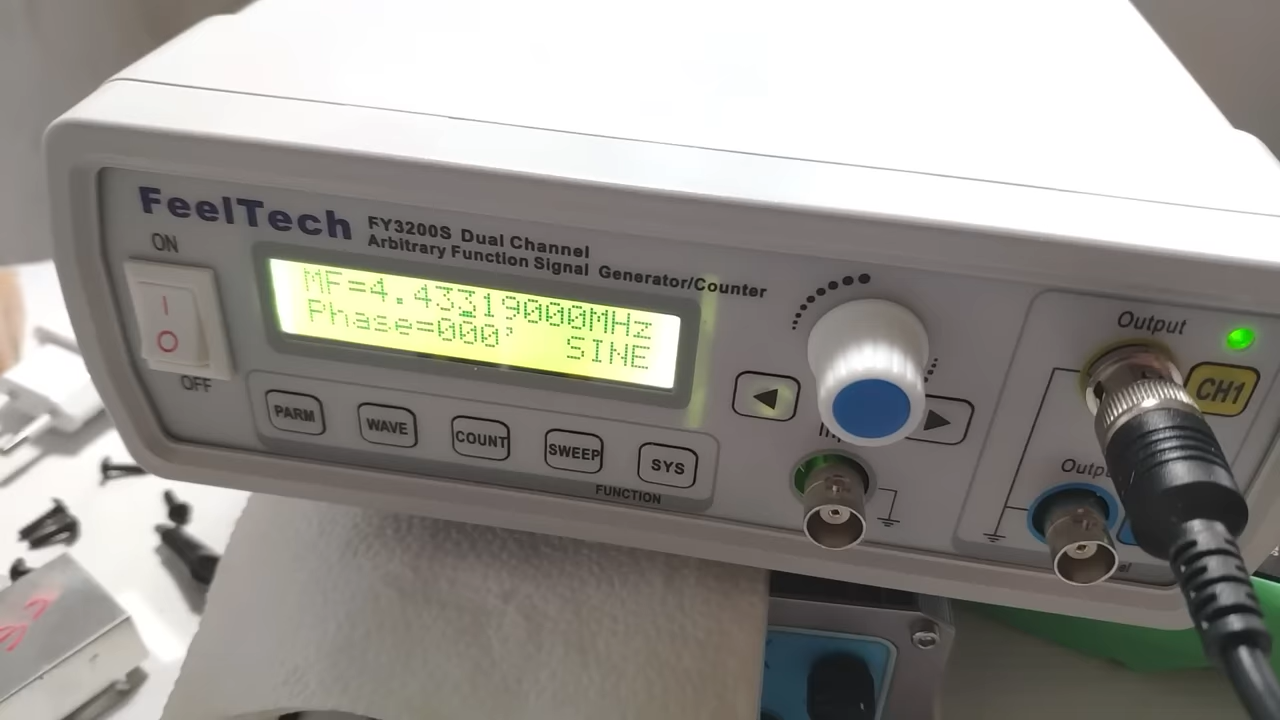 FeelTech
FY3200S Dual Channel
Arbitrary Function Signal Generator/Counter
ON
I
O
OFF
MF=4.43319000MHz
Phase=000' SINE
PARM
WAVE
COUNT
SWEEP
SYS
FUNCTION
Output
CH1